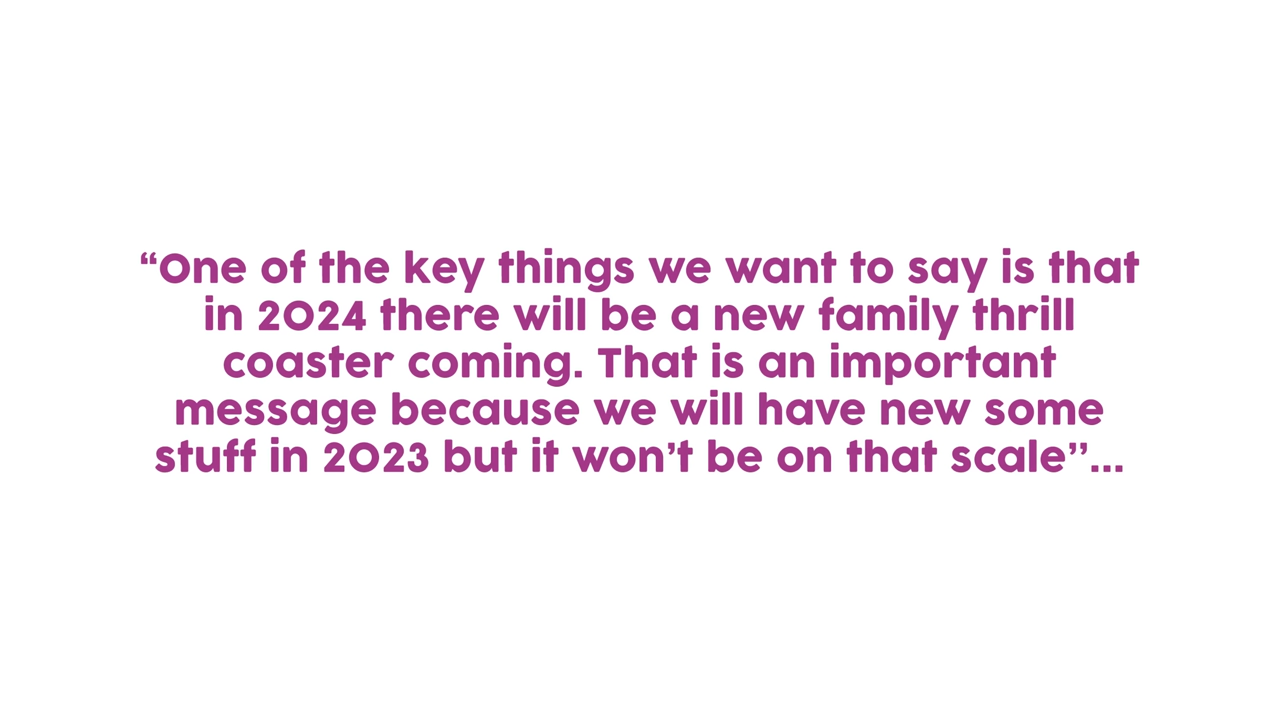 “One of the key things we want to say is that
in 2024 there will be a new family thrill
coaster coming. That is an important
message because we will have new some
stuff in 2023 but it won’t be on that scale”...